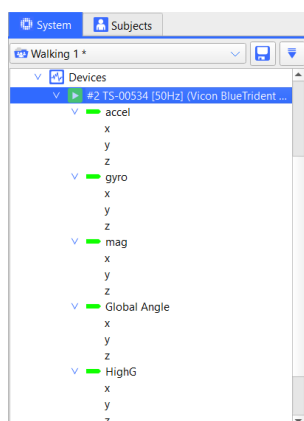 System
Subjects
Walking 1 *
Devices
#2 TS-00534 [50Hz] (Vicon BlueTrident ...
accel
x
y
z
gyro
x
y
z
mag
x
y
z
Global Angle
x
y
z
HighG
x
y
z